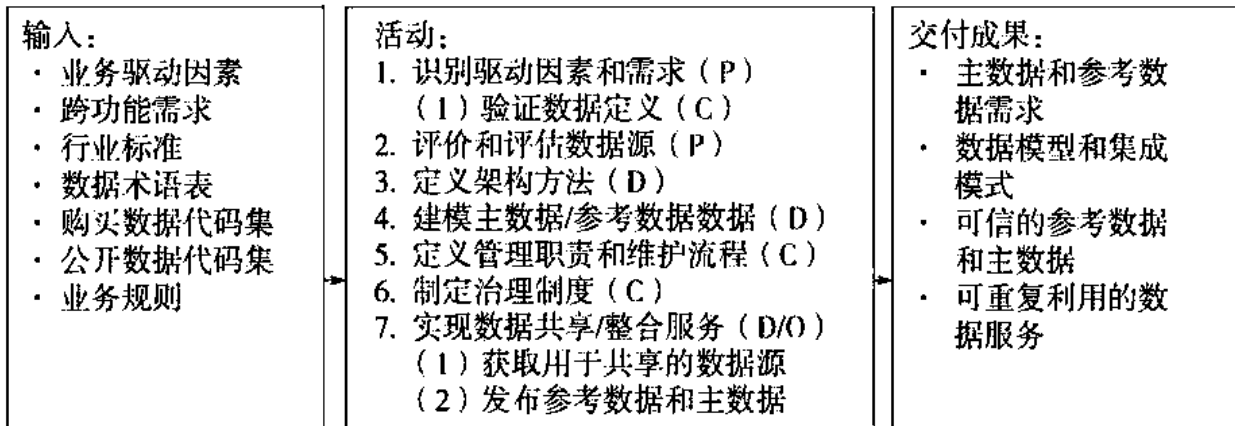 输入：
· 业务驱动因素
· 跨功能需求
· 行业标准
· 数据术语表
· 购买数据代码集
· 公开数据代码集
· 业务规则
活动：
1. 识别驱动因素和需求（P）
（1）验证数据定义（C）
2. 评价和评估数据源（P）
3. 定义架构方法（D）
4. 建模主数据/参考数据数据（D）
5. 定义管理职责和维护流程（C）
6. 制定治理制度（C）
7. 实现数据共享/整合服务（D/O）
（1）获取用于共享的数据源
（2）发布参考数据和主数据
交付成果：
· 主数据和参考数
据需求
· 数据模型和集成
模式
· 可信的参考数据
和主数据
· 可重复利用的数
据服务